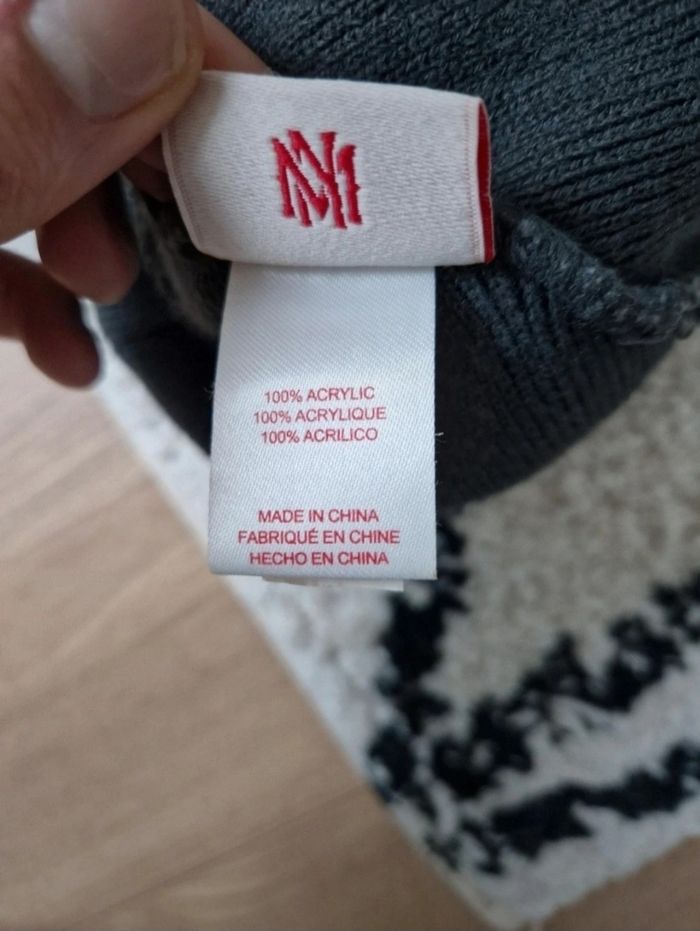 100% ACRYLIC
100% ACRYLIQUE
100% ACRILICO
MADE IN CHINA
FABRIQUÉ EN CHINE
HECHO EN CHINA